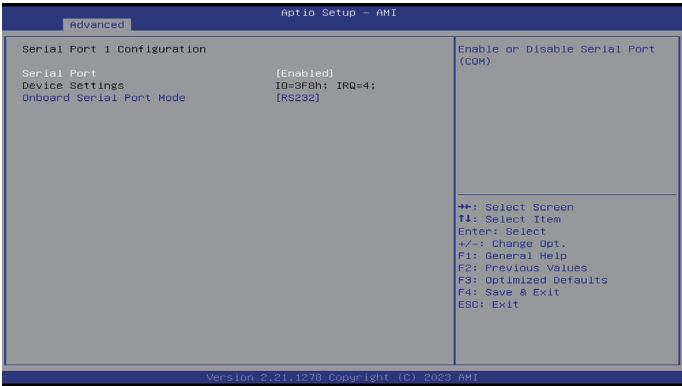 Aptio Setup – AMI
Advanced
Serial Port 1 Configuration
Serial Port [Enabled]
Device Settings IO=3F8h; IRQ=4;
Onboard Serial Port Mode [RS232]
Enable or Disable Serial Port
(COM)
→←: Select Screen
↑↓: Select Item
Enter: Select
+/-: Change Opt.
F1: General Help
F2: Previous Values
F3: Optimized Defaults
F4: Save & Exit
ESC: Exit
Version 2.21.1278 Copyright (C) 2023 AMI